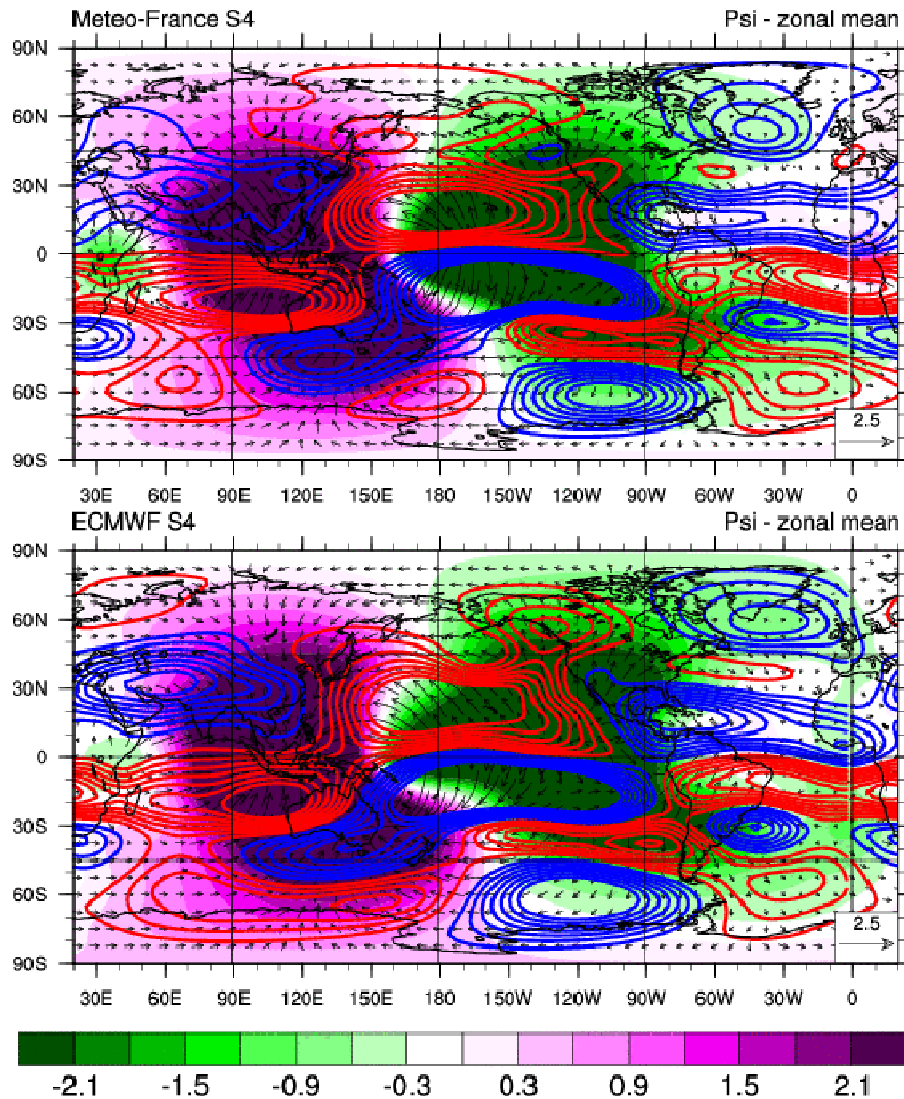 Meteo-France S4 Psi - zonal mean
90N
60N
30N
0
30S
60S
90S
2.5
30E 60E 90E 120E 150E 180 150W 120W 90W 60W 30W 0
ECMWF S4 Psi - zonal mean
90N
60N
30N
0
30S
60S
90S
2.5
30E 60E 90E 120E 150E 180 150W 120W 90W 60W 30W 0
-2.1 -1.5 -0.9 -0.3 0.3 0.9 1.5 2.1